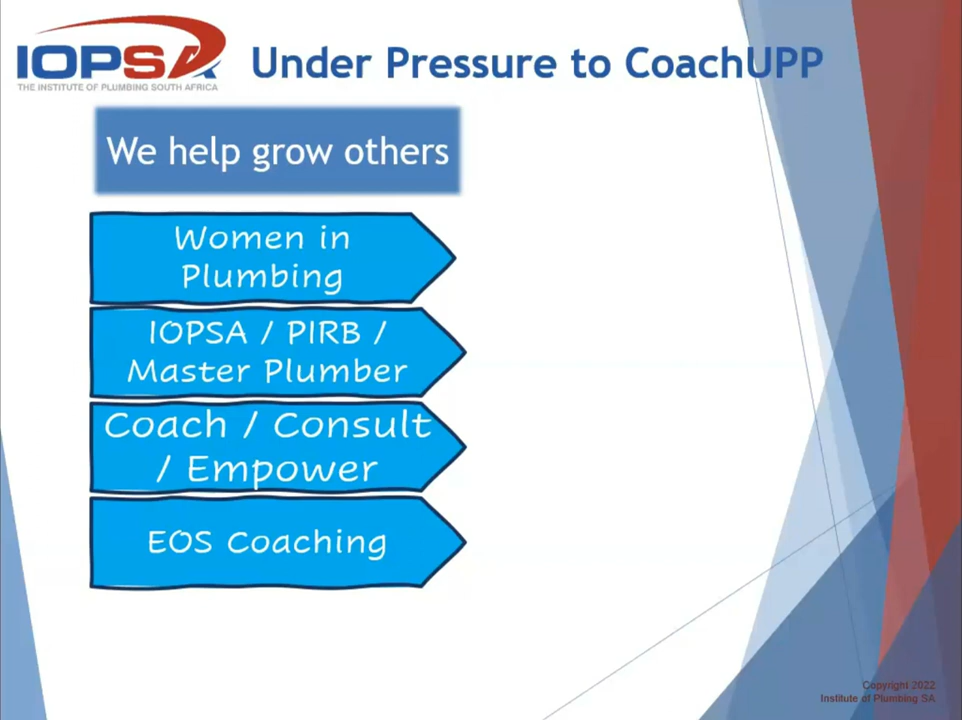 IOPSA
THE INSTITUTE OF PLUMBING SOUTH AFRICA
Under Pressure to CoachUPP
We help grow others
Women in
Plumbing
IOPSA / PIRB /
Master Plumber
Coach / Consult
/ Empower
EOS Coaching
Copyright 2022
Institute of Plumbing SA